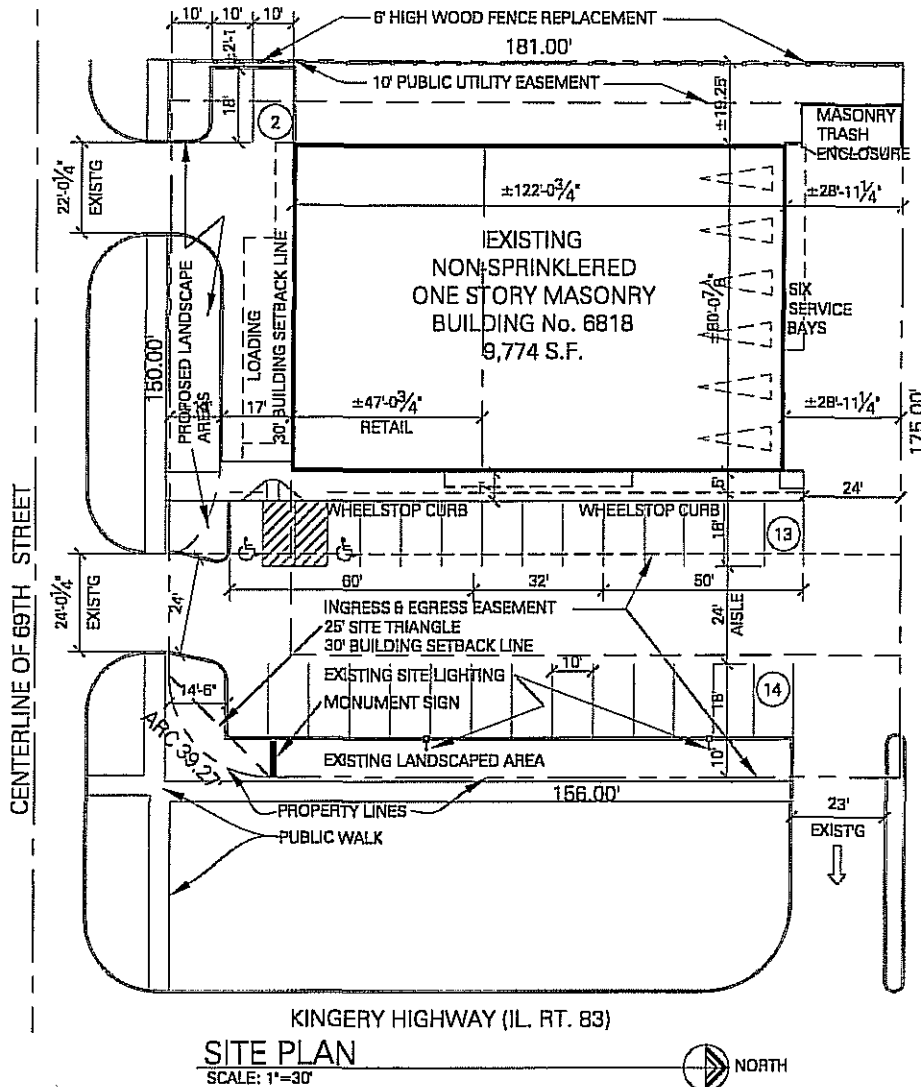 10' 10' 10'
6' HIGH WOOD FENCE REPLACEMENT
181.00'
10' PUBLIC UTILITY EASEMENT
18'
2
±19.25'
MASONRY
TRASH
ENCLOSURE
22'-0¼"
EXIST'G
±122'-0¾"
±28'-11¼"
EXISTING
NON-SPRINKLERED
ONE STORY MASONRY
BUILDING No. 6818
9,774 S.F.
±80'-0⅞"
SIX
SERVICE
BAYS
PROPOSED LANDSCAPE
AREAS
150.00'
LOADING
30' BUILDING SETBACK LINE
17'
±47'-0¾"
RETAIL
±28'-11¼"
175.00'
CENTERLINE OF 69TH STREET
5'
24'
WHEELSTOP CURB
WHEELSTOP CURB
18'
13
24'-0¼"
EXIST'G
24'
60'
32'
50'
24'
AISLE
INGRESS & EGRESS EASEMENT
25' SITE TRIANGLE
30' BUILDING SETBACK LINE
EXISTING SITE LIGHTING
10'
14'-6"
MONUMENT SIGN
18'
14
ARC 39.27'
EXISTING LANDSCAPED AREA
10'
156.00'
PROPERTY LINES
PUBLIC WALK
23'
EXIST'G
KINGERY HIGHWAY (IL. RT. 83)
SITE PLAN
SCALE: 1"=30'
NORTH